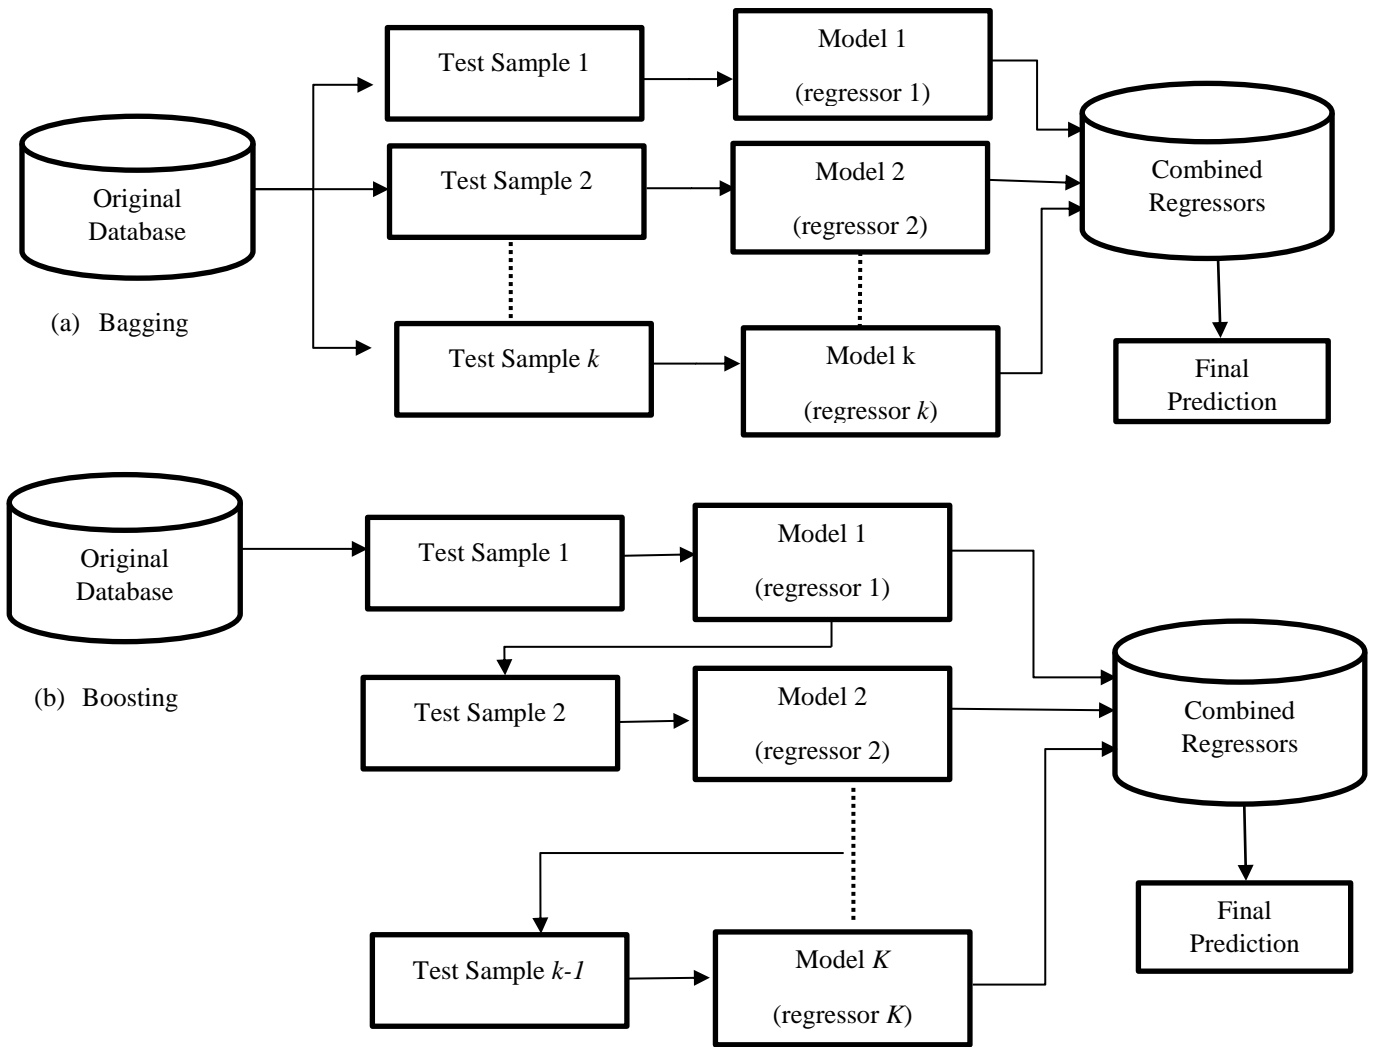 Test Sample 1
Model 1
(regressor 1)
Original
Database
Test Sample 2
Model 2
(regressor 2)
Combined
Regressors
(a) Bagging
Test Sample k
Model k
(regressor k)
Final
Prediction
Original
Database
Test Sample 1
Model 1
(regressor 1)
(b) Boosting
Test Sample 2
Model 2
(regressor 2)
Combined
Regressors
Test Sample k-1
Model K
(regressor K)
Final
Prediction